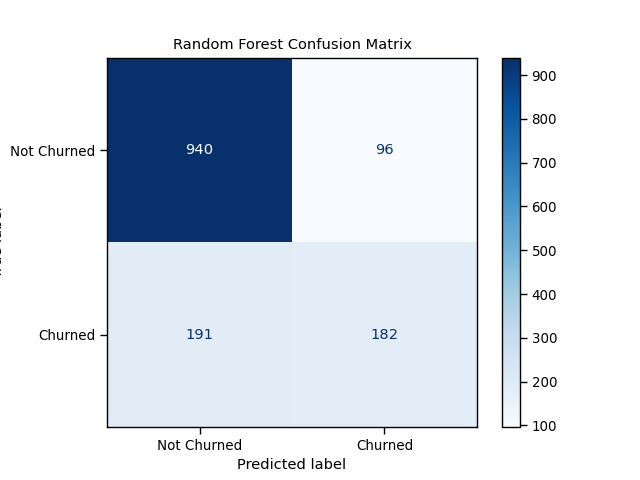 Random Forest Confusion Matrix
Not Churned
940
96
Churned
191
182
Not Churned
Churned
Predicted label
900
800
700
600
500
400
300
200
100